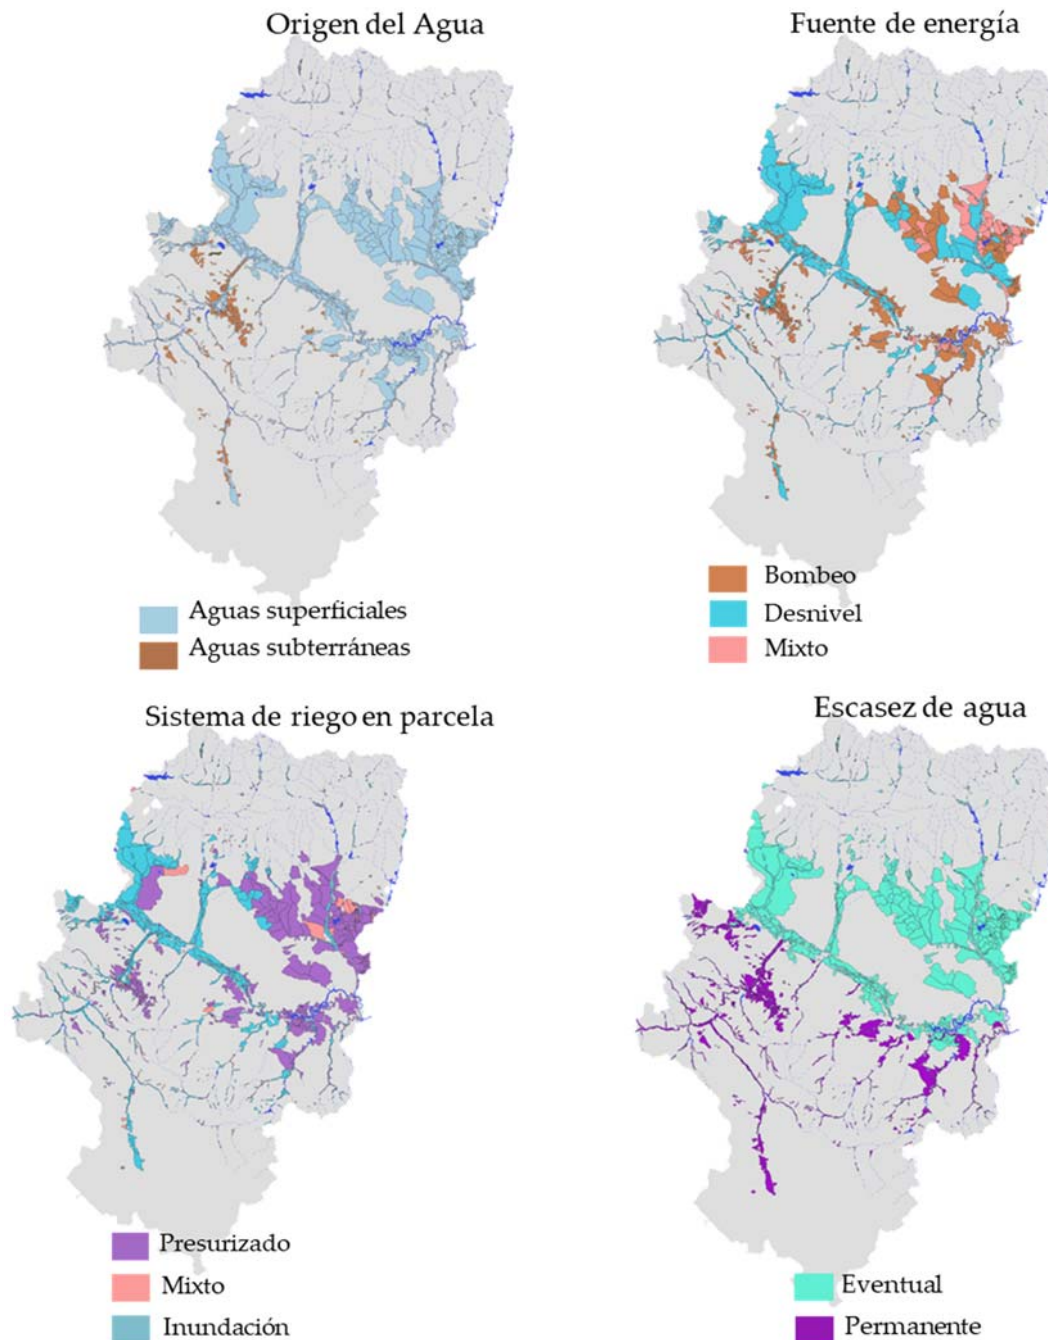 Origen del Agua
Fuente de energía
Aguas superficiales
Aguas subterráneas
Bombeo
Desnivel
Mixto
Sistema de riego en parcela
Escasez de agua
Presurizado
Mixto
Inundación
Eventual
Permanente